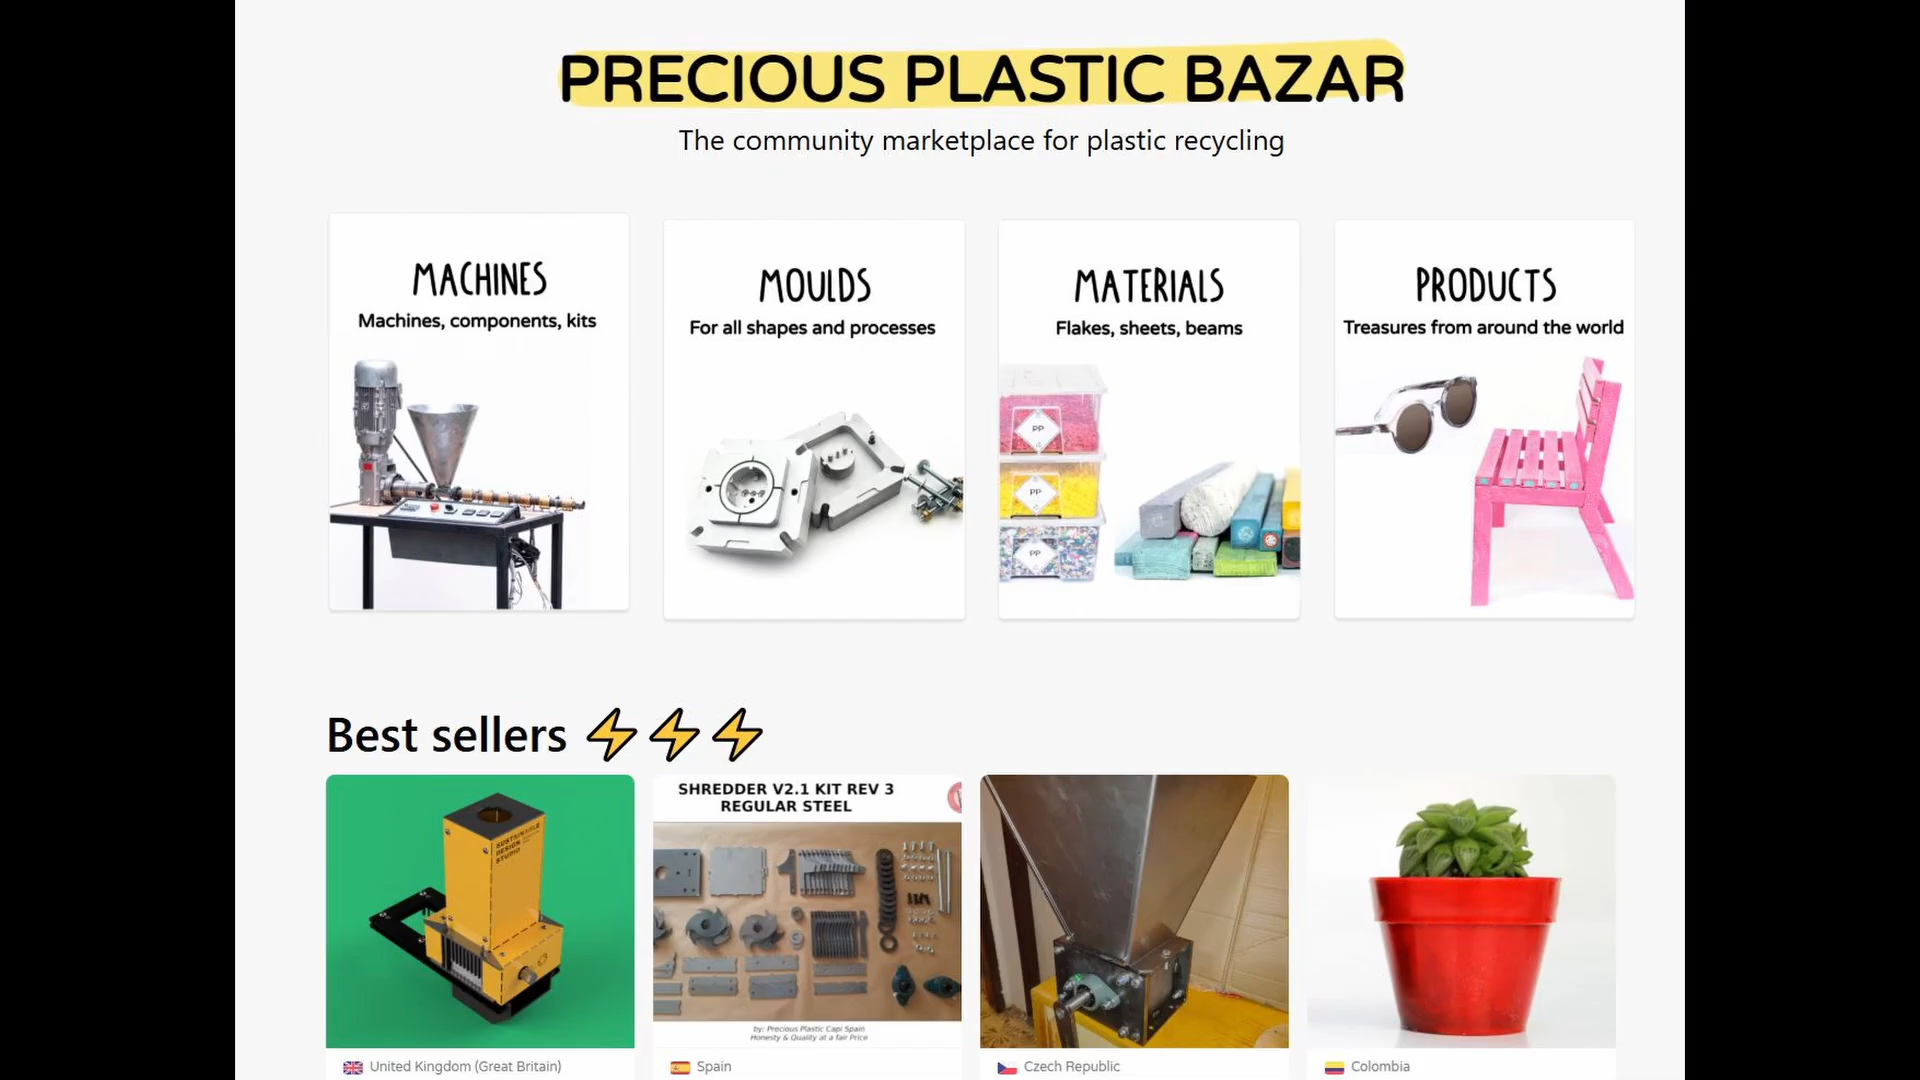 PRECIOUS PLASTIC BAZAR
The community marketplace for plastic recycling
MACHINES
Machines, components, kits
MOULDS
For all shapes and processes
MATERIALS
Flakes, sheets, beams
PP
PP
PP
PRODUCTS
Treasures from around the world
Best sellers ⚡⚡⚡
SUSTAINABLE
DESIGN
STUDIO
SHREDDER V2.1 KIT REV 3
REGULAR STEEL
by: Precious Plastic Capi Spain
Honesty & Quality at a fair Price
United Kingdom (Great Britain)
Spain
Czech Republic
Colombia